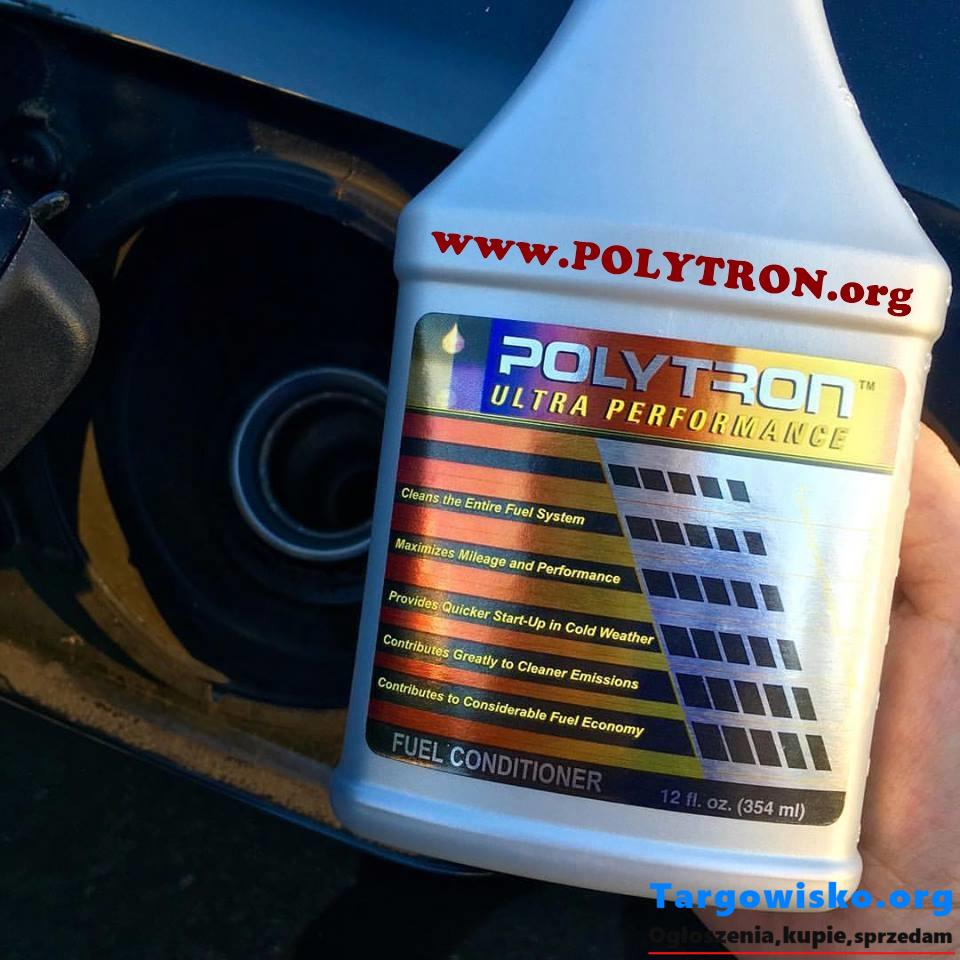 www.POLYTRON.org
POLYTRON™
ULTRA PERFORMANCE
Cleans the Entire Fuel System
Maximizes Mileage and Performance
Provides Quicker Start-Up in Cold Weather
Contributes Greatly to Cleaner Emissions
Contributes to Considerable Fuel Economy
FUEL CONDITIONER
12 fl. oz. (354 ml)
Targowisko.org
Ogłoszenia,kupie,sprzedam